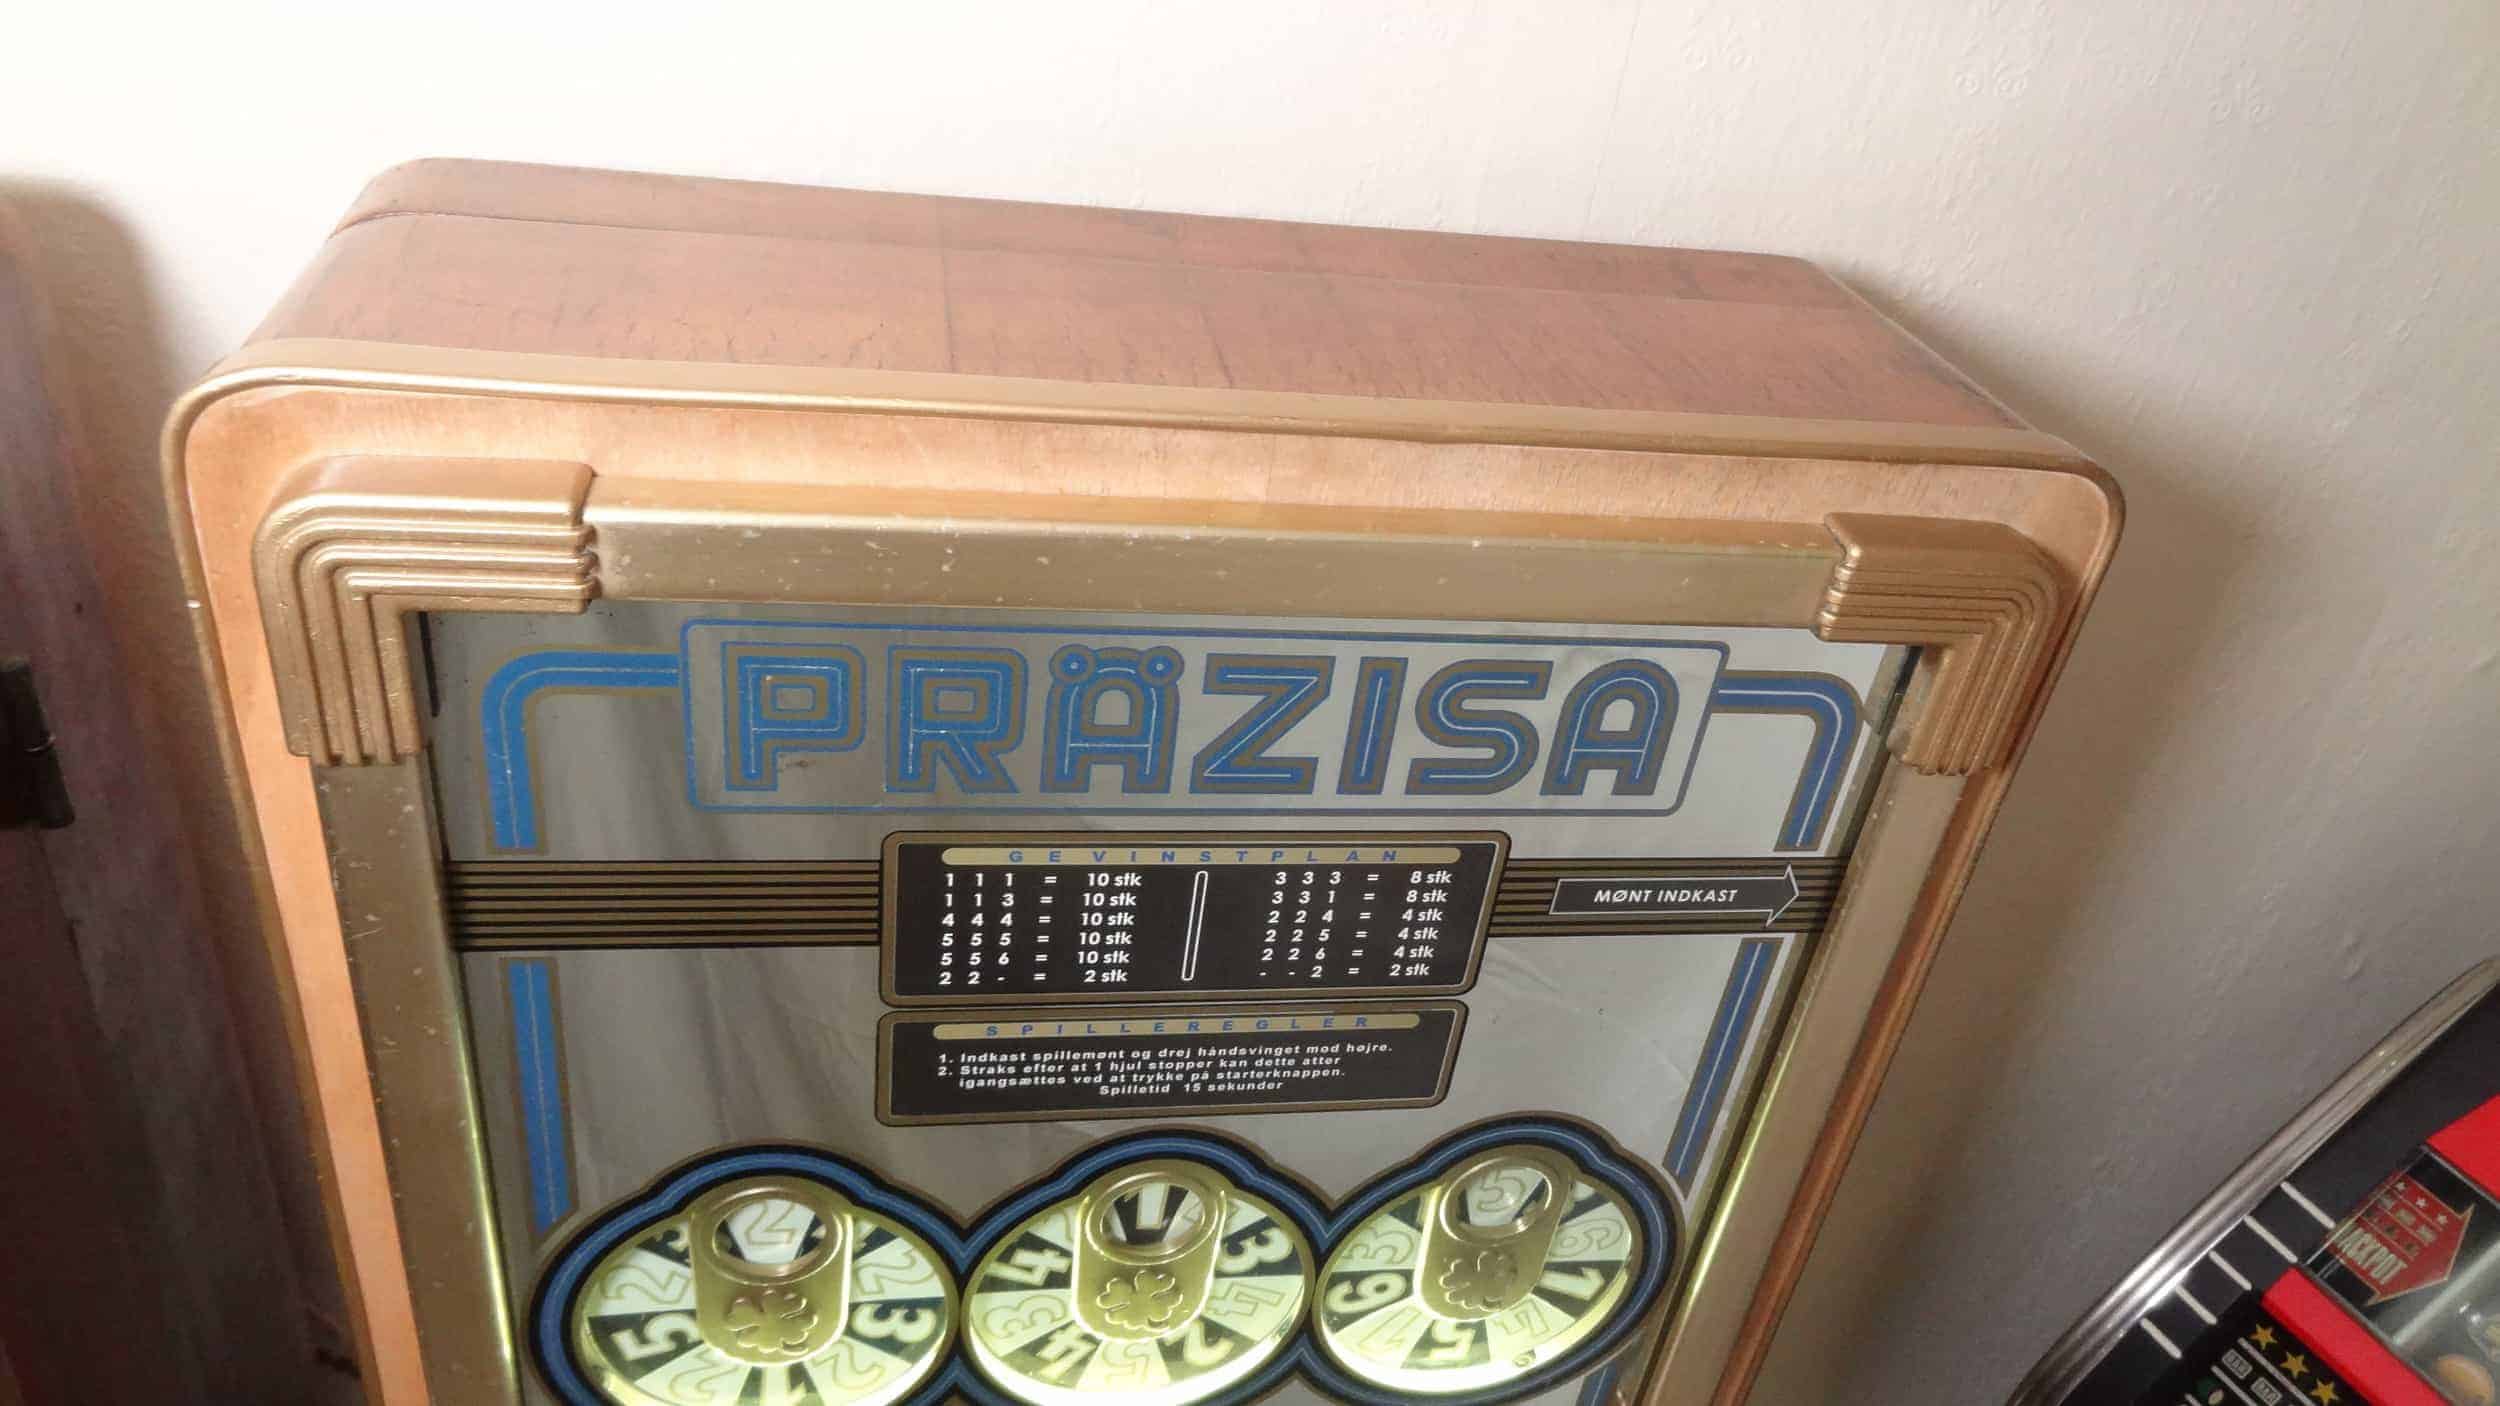 PRÄZISA
GEVINSTPLAN
1 1 1 = 10 stk
1 1 3 = 10 stk
4 4 4 = 10 stk
5 5 5 = 10 stk
5 5 6 = 10 stk
2 2 - = 2 stk
3 3 3 = 8 stk
3 3 1 = 8 stk
2 2 4 = 4 stk
2 2 5 = 4 stk
2 2 6 = 4 stk
- - 2 = 2 stk
MØNT INDKAST
SPILLEREGLER
1. Indkast spillemønt og drej håndsvinget mod højre.
2. Straks efter at 1 hjul stopper kan dette atter
igangsættes ved at trykke på starterknappen.
Spilletid 15 sekunder
2
1
5
JACKPOT